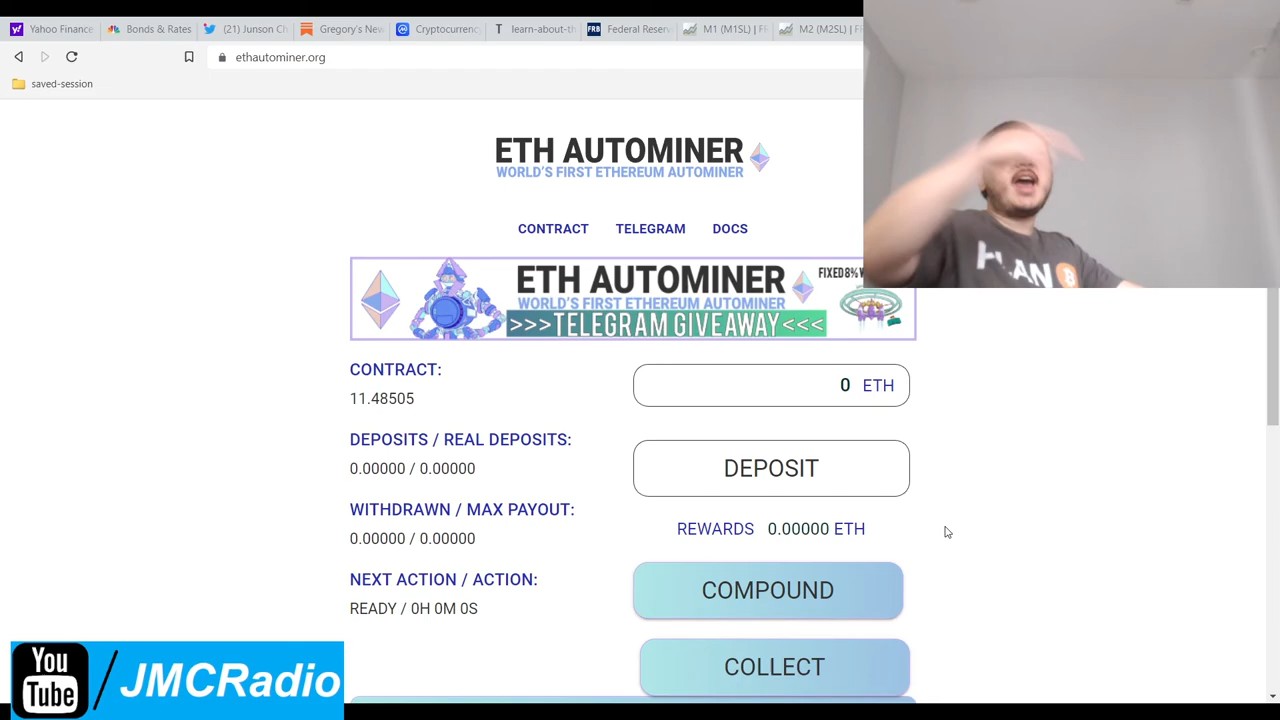 Yahoo Finance
Bonds & Rates
(21) Junson Ch
Gregory's New
Cryptocurrency
learn-about-th
Federal Reserv
M1 (M1SL) | F
M2 (M2SL) | F
ethautominer.org
saved-session
ETH AUTOMINER
WORLD'S FIRST ETHEREUM AUTOMINER
CONTRACT
TELEGRAM
DOCS
ETH AUTOMINER
FIXED 8% W
WORLD'S FIRST ETHEREUM AUTOMINER
>>>TELEGRAM GIVEAWAY<<<
CONTRACT:
11.48505
0 ETH
DEPOSITS / REAL DEPOSITS:
0.00000 / 0.00000
DEPOSIT
WITHDRAWN / MAX PAYOUT:
0.00000 / 0.00000
REWARDS 0.00000 ETH
NEXT ACTION / ACTION:
READY / 0H 0M 0S
COMPOUND
COLLECT
You
Tube
/JMCRadio